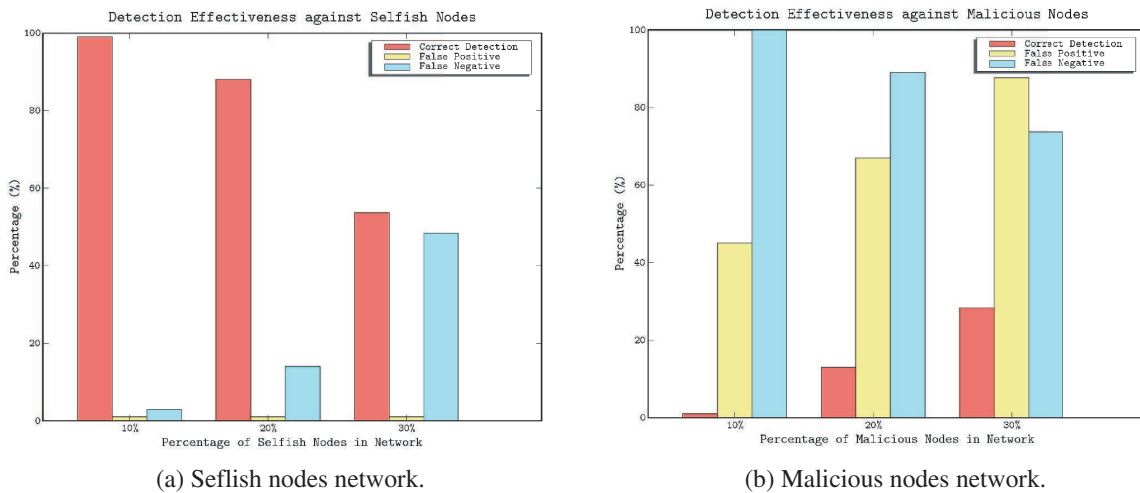 Detection Effectiveness against Selfish Nodes
100
80
60
40
20
0
Percentage (%)
Correct Detection
False Positive
False Negative
10%
20%
30%
Percentage of Selfish Nodes in Network
(a) Seflish nodes network.
Detection Effectiveness against Malicious Nodes
100
80
60
40
20
0
Percentage (%)
Correct Detection
False Positive
False Negative
10%
20%
30%
Percentage of Malicious Nodes in Network
(b) Malicious nodes network.